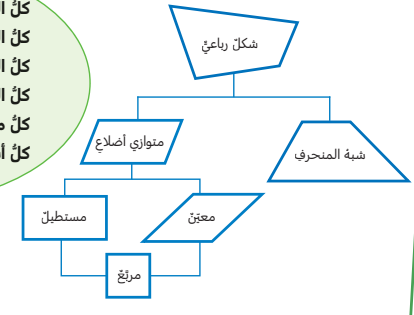 كلُّ
كلُّ
كلُّ
كلُّ
كلُّ
كلُّ
شكلٌ رباعيٌّ
متوازي أضلاعٍ
شبهُ المنحرفِ
مستطيلٌ
معيّنٌ
مربّعٌ